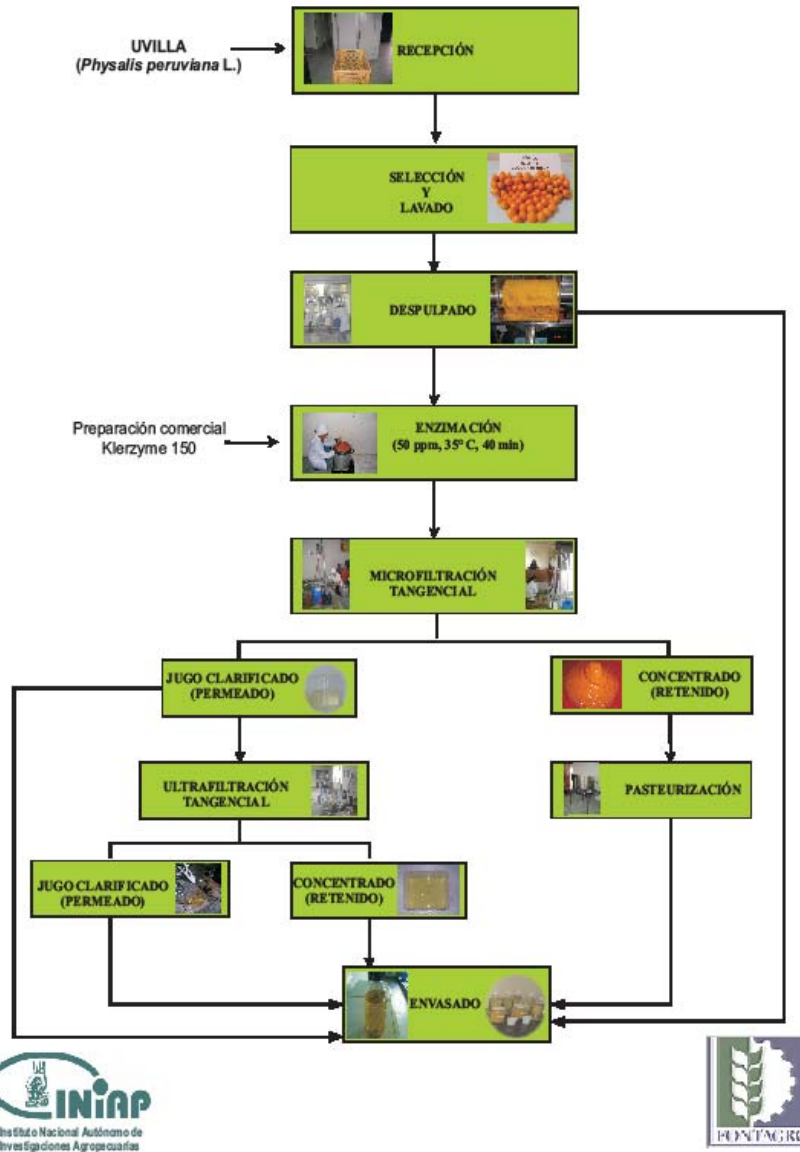 UVILLA
(Physalis peruviana L.)
RECEPCIÓN
SELECCIÓN
Y
LAVADO
DESPULPADO
Preparación comercial
Klerzyme 150
ENZIMACIÓN
(50 ppm, 35° C, 40 min)
MICROFILTRACIÓN
TANGENCIAL
JUGO CLARIFICADO
(PERMEADO)
CONCENTRADO
(RETENIDO)
ULTRAFILTRACIÓN
TANGENCIAL
PASTEURIZACIÓN
JUGO CLARIFICADO
(PERMEADO)
CONCENTRADO
(RETENIDO)
ENVASADO
INIAP
Instituto Nacional Autónomo de
Investigaciones Agropecuarias
FONTAGRO